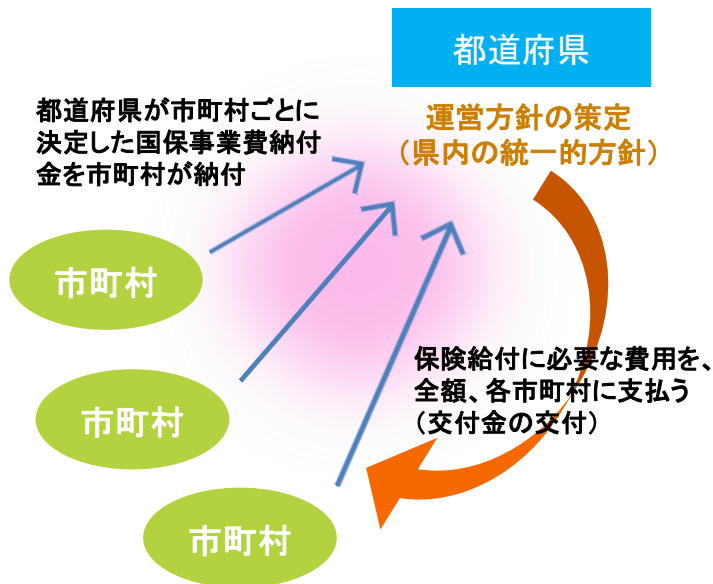 都道府県
都道府県が市町村ごとに
決定した国保事業費納付
金を市町村が納付
運営方針の策定
（県内の統一的方針）
市町村
保険給付に必要な費用を、
全額、各市町村に支払う
（交付金の交付）
市町村
市町村